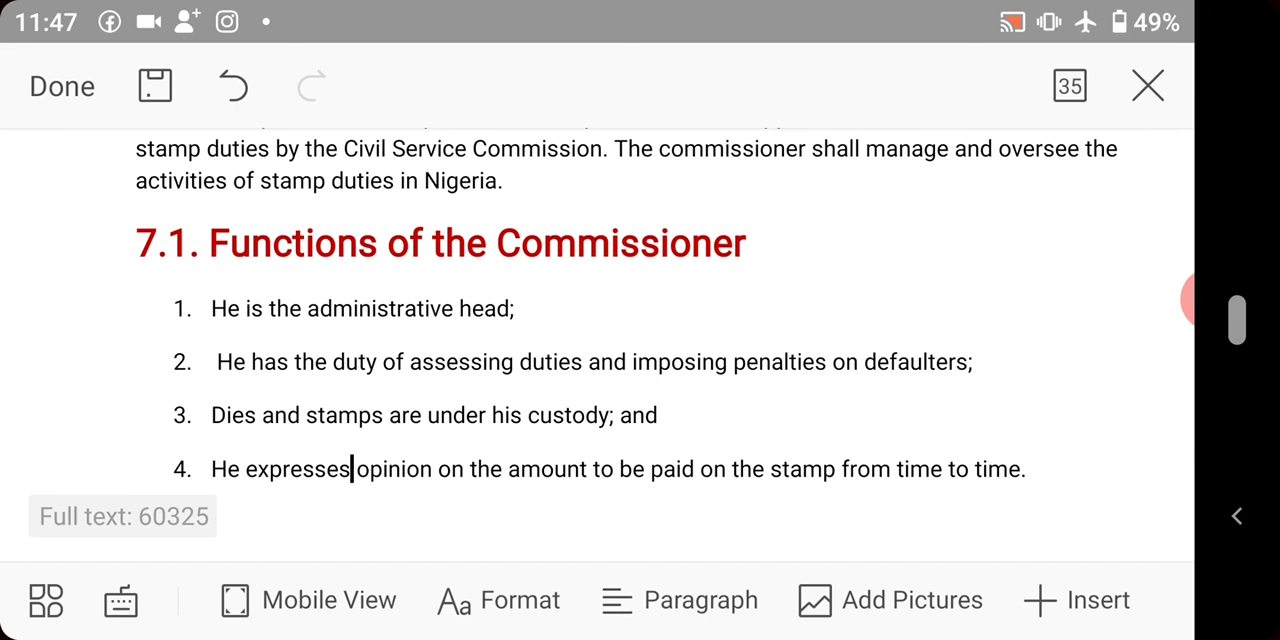 11:47 49%
Done 35
stamp duties by the Civil Service Commission. The commissioner shall manage and oversee the
activities of stamp duties in Nigeria.
7.1. Functions of the Commissioner
1. He is the administrative head;
2. He has the duty of assessing duties and imposing penalties on defaulters;
3. Dies and stamps are under his custody; and
4. He expresses opinion on the amount to be paid on the stamp from time to time.
Full text: 60325
Mobile View Format Paragraph Add Pictures Insert